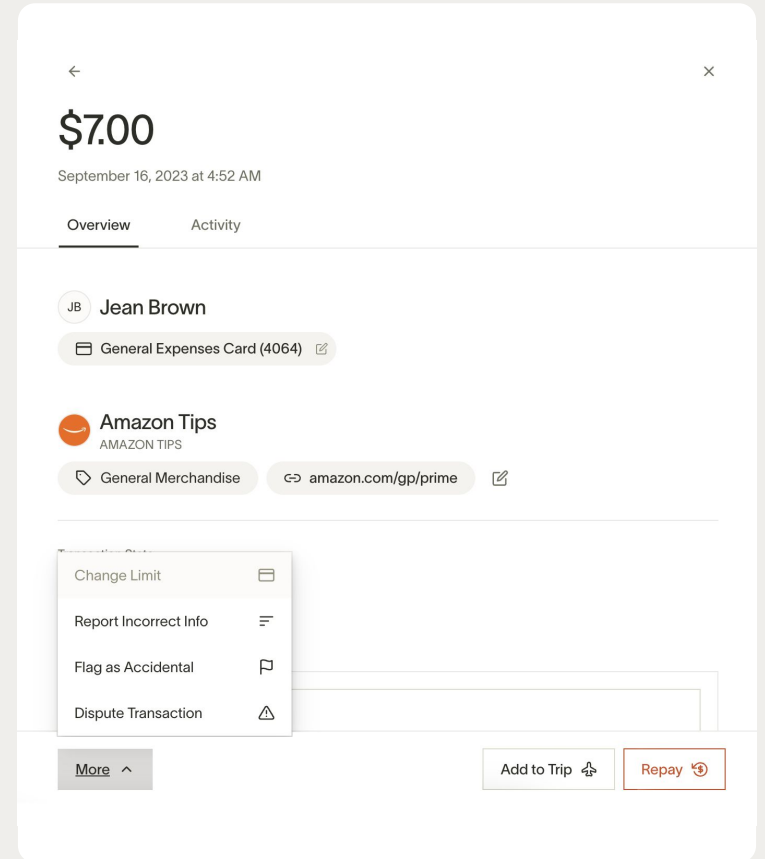 $7.00
September 16, 2023 at 4:52 AM
Overview Activity
JB Jean Brown
General Expenses Card (4064)
Amazon Tips
AMAZON TIPS
General Merchandise amazon.com/gp/prime
Change Limit
Report Incorrect Info
Flag as Accidental
Dispute Transaction
More Add to Trip Repay